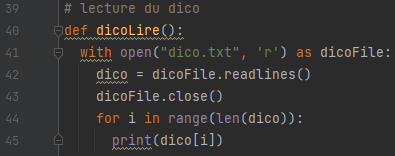 39 # lecture du dico
40 def dicoLire():
41 with open("dico.txt", 'r') as dicoFile:
42 dico = dicoFile.readlines()
43 dicoFile.close()
44 for i in range(len(dico)):
45 print(dico[i])